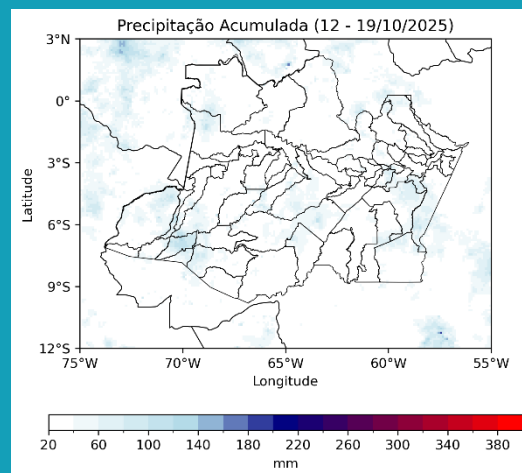 Precipitação Acumulada (12 - 19/10/2025)
3°N
0°
3°S
6°S
9°S
12°S
Latitude
75°W 70°W 65°W 60°W 55°W
Longitude
20 60 100 140 180 220 260 300 340 380
mm